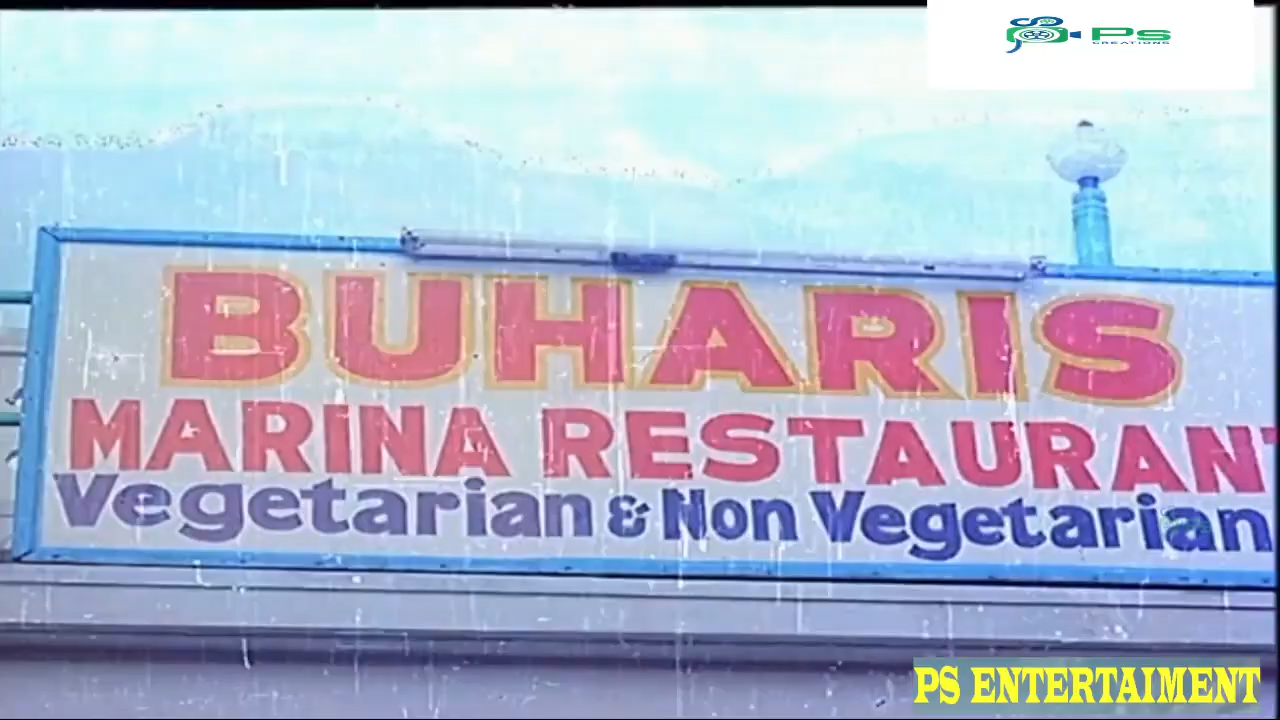 Ps
CREATIONS
BUHARIS
MARINA RESTAURANT
Vegetarian & Non Vegetarian
PS ENTERTAIMENT